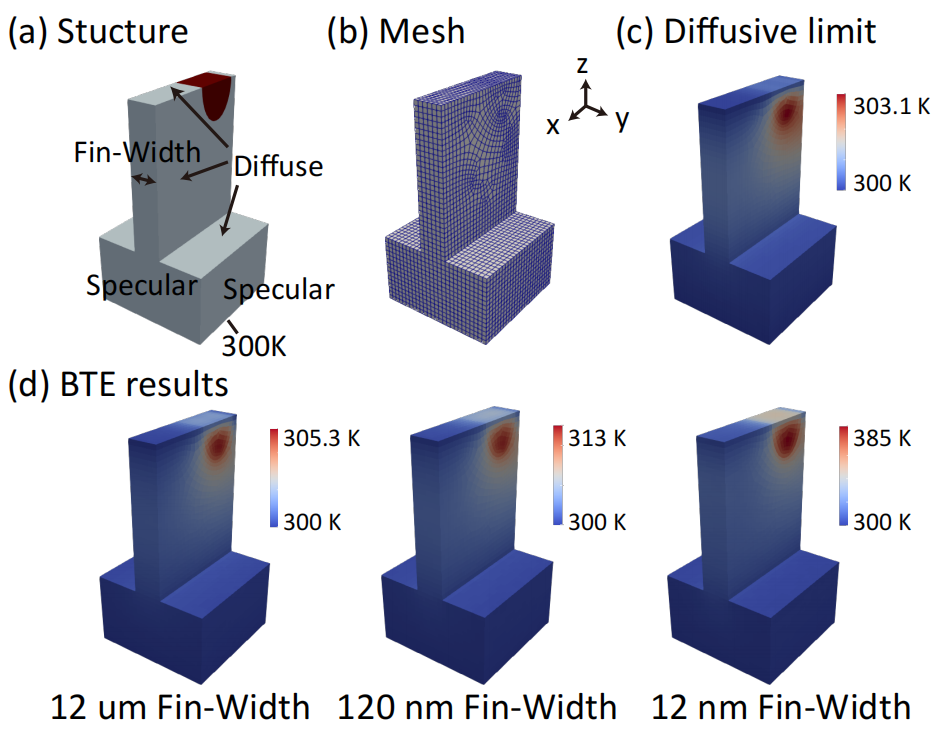 (a) Stucture
(b) Mesh
(c) Diffusive limit
z
x
y
303.1 K
300 K
Fin-Width
Diffuse
Specular
Specular
300K
(d) BTE results
305.3 K
300 K
313 K
300 K
385 K
300 K
12 um Fin-Width
120 nm Fin-Width
12 nm Fin-Width